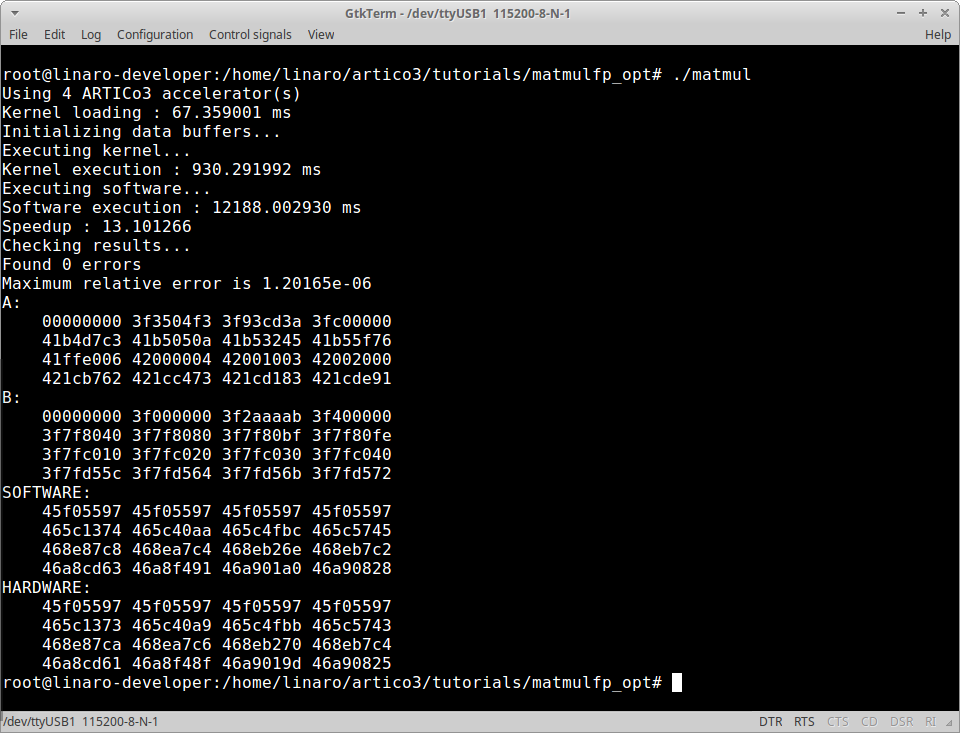 GtkTerm - /dev/ttyUSB1 115200-8-N-1
File Edit Log Configuration Control signals View Help
root@linaro-developer:/home/linaro/artico3/tutorials/matmulfp_opt# ./matmul
Using 4 ARTICo3 accelerator(s)
Kernel loading : 67.359001 ms
Initializing data buffers...
Executing kernel...
Kernel execution : 930.291992 ms
Executing software...
Software execution : 12188.002930 ms
Speedup : 13.101266
Checking results...
Found 0 errors
Maximum relative error is 1.20165e-06
A:
00000000 3f3504f3 3f93cd3a 3fc00000
41b4d7c3 41b5050a 41b53245 41b55f76
41ffe006 42000004 42001003 42002000
421cb762 421cc473 421cd183 421cde91
B:
00000000 3f000000 3f2aaaab 3f400000
3f7f8040 3f7f8080 3f7f80bf 3f7f80fe
3f7fc010 3f7fc020 3f7fc030 3f7fc040
3f7fd55c 3f7fd564 3f7fd56b 3f7fd572
SOFTWARE:
45f05597 45f05597 45f05597 45f05597
465c1374 465c40aa 465c4fbc 465c5745
468e87c8 468ea7c4 468eb26e 468eb7c2
46a8cd63 46a8f491 46a901a0 46a90828
HARDWARE:
45f05597 45f05597 45f05597 45f05597
465c1373 465c40a9 465c4fbb 465c5743
468e87ca 468ea7c6 468eb270 468eb7c4
46a8cd61 46a8f48f 46a9019d 46a90825
root@linaro-developer:/home/linaro/artico3/tutorials/matmulfp_opt#
/dev/ttyUSB1 115200-8-N-1 DTR RTS CTS CD DSR RI